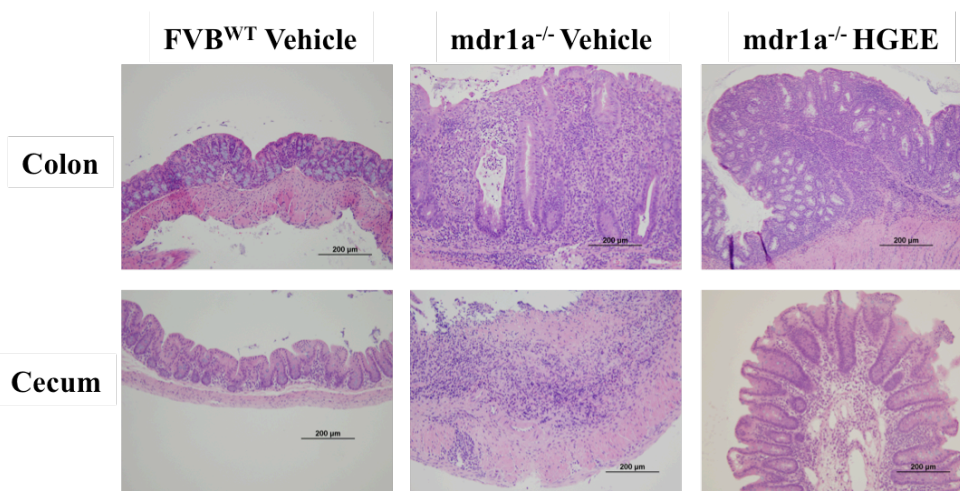 FVBWT Vehicle
mdr1a-/- Vehicle
mdr1a-/- HGEE
Colon
200 µm
200 µm
200 µm
Cecum
200 µm
200 µm
200 µm